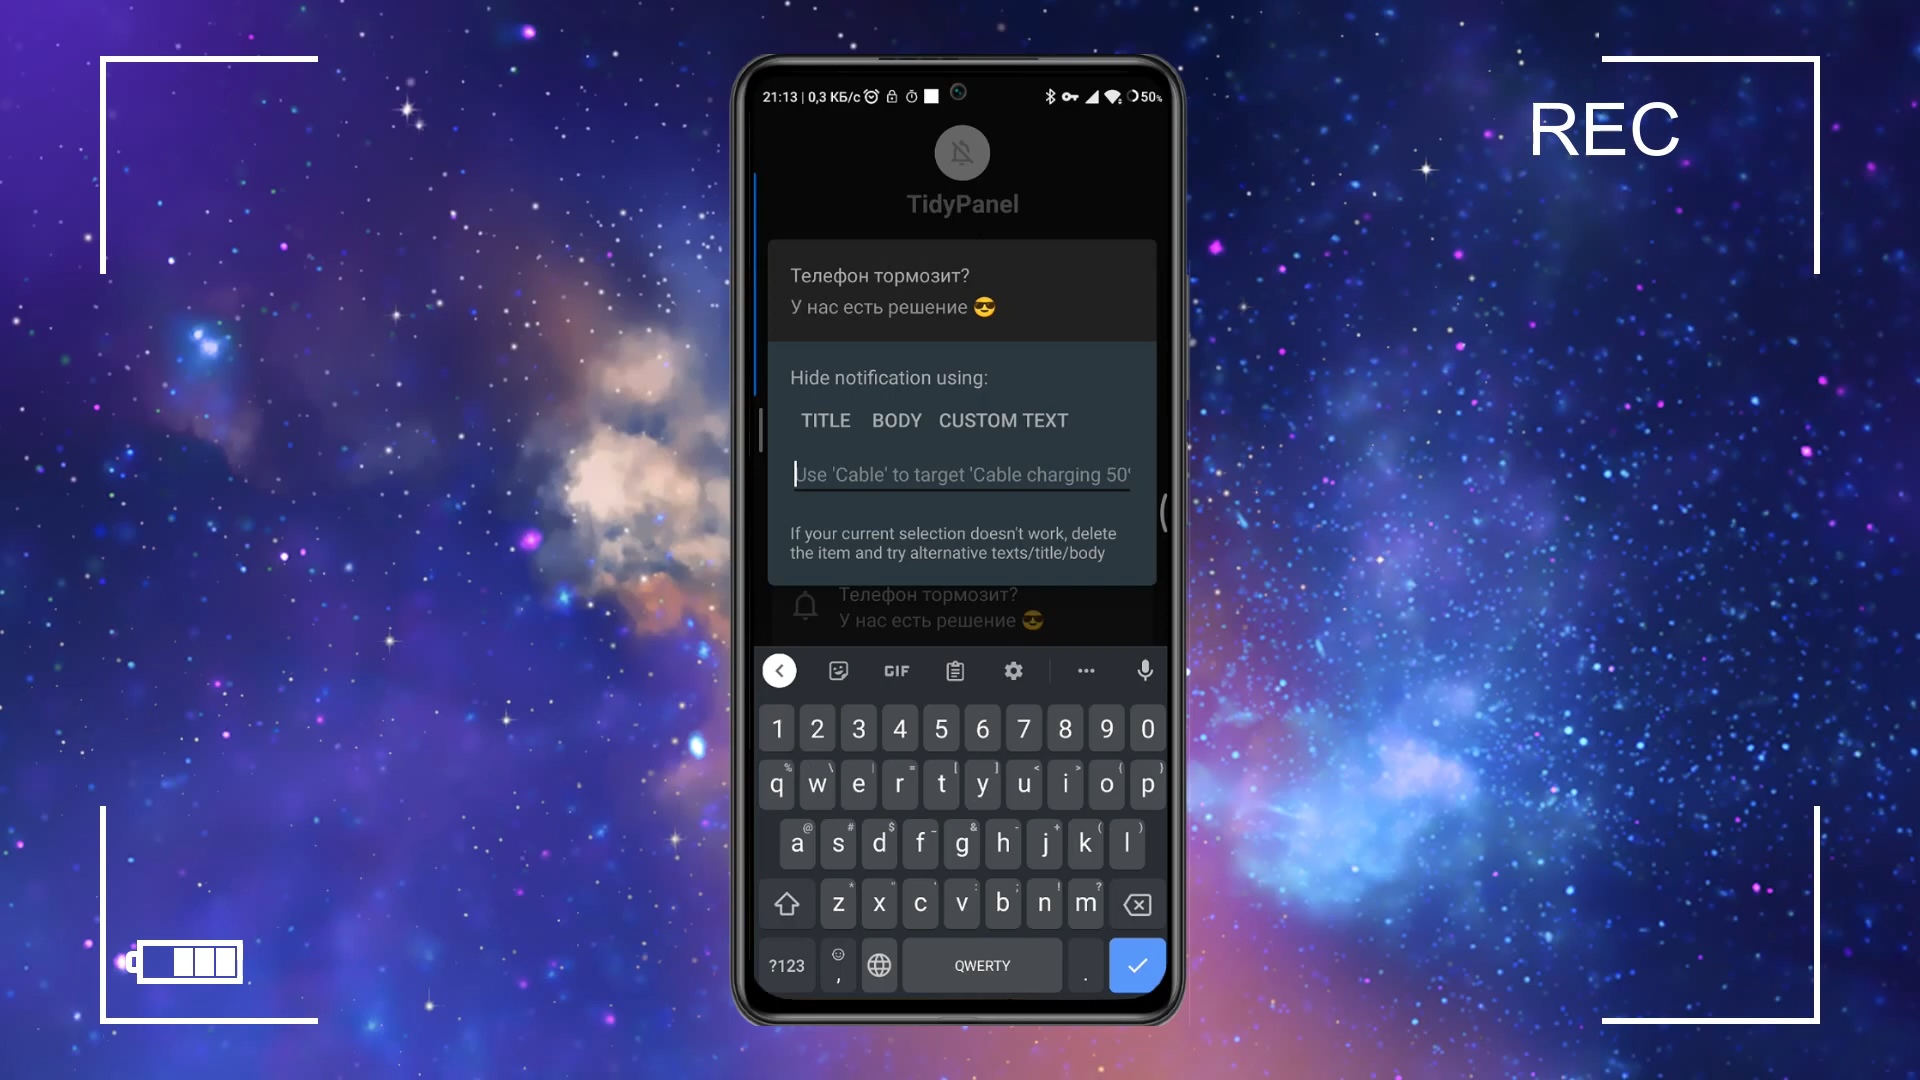 REC
21:13 | 0,3 КБ/с
50%
TidyPanel
Телефон тормозит?
У нас есть решение 😎
Hide notification using:
TITLE BODY CUSTOM TEXT
Use 'Cable' to target 'Cable charging 50'
If your current selection doesn't work, delete
the item and try alternative texts/title/body
Телефон тормозит?
У нас есть решение 😎
GIF
1 2 3 4 5 6 7 8 9 0
% \ | = [ ] < > { }
q w e r t y u i o p
@ # $ _ & - + ( )
a s d f g h j k l
* " ' : ; ! ?
z x c v b n m
?123 , QWERTY .